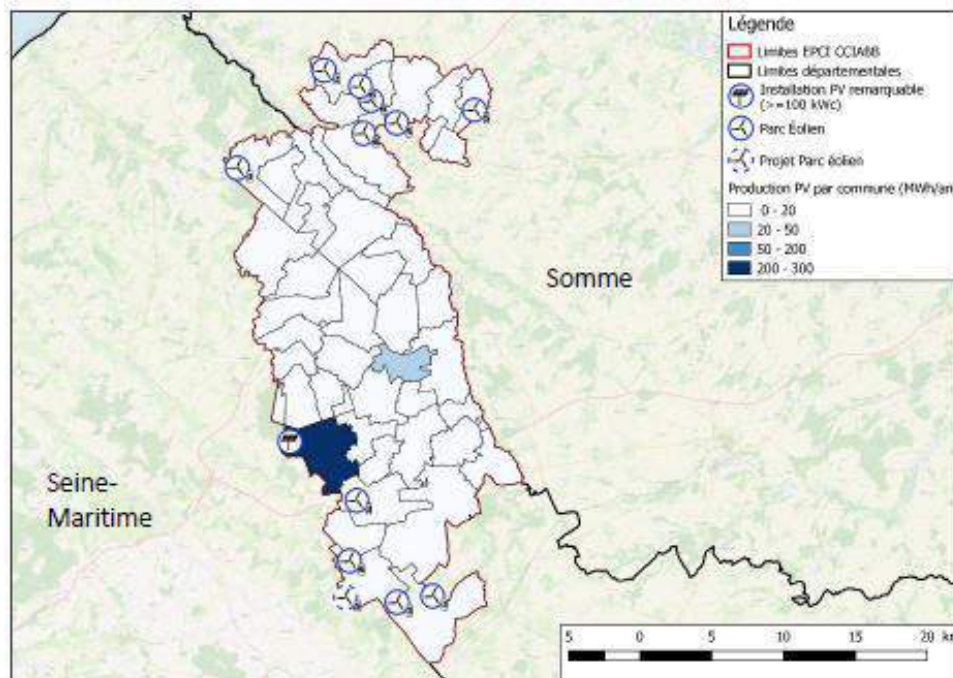 Légende
Limites EPCI CCIABB
Limites départementales
Installation PV remarquable
(>=100 kWc)
Parc Éolien
Projet Parc éolien
Production PV par commune (MWh/an
0 - 20
20 - 50
50 - 200
200 - 300
Somme
Seine-
Maritime
5 0 5 10 15 20 km